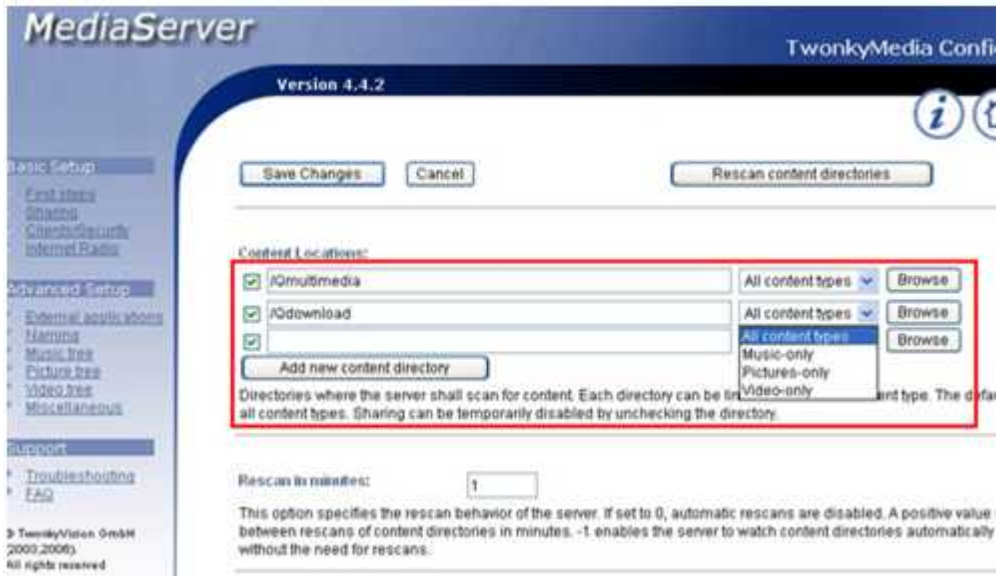 MediaServer
TwonkyMedia Confi
Version 4.4.2
Basic Setup
First steps
Sharing
Clients/Security
Internet Radio
Advanced Setup
External applications
Naming
Music tree
Picture tree
Video tree
Miscellaneous
Support
Troubleshooting
FAQ
© TwonkyVision GmbH
(2003,2006).
All rights reserved
Save Changes
Cancel
Rescan content directories
Content Locations:
/Qmultimedia
All content types
Browse
/Qdownload
All content types
Browse
Browse
All content types
Music-only
Pictures-only
Video-only
Add new content directory
Directories where the server shall scan for content. Each directory can be ent type. The defa
all content types. Sharing can be temporarily disabled by unchecking the directory.
Rescan in minutes:
1
This option specifies the rescan behavior of the server. If set to 0, automatic rescans are disabled. A positive value
between rescans of content directories in minutes. -1 enables the server to watch content directories automatically
without the need for rescans.